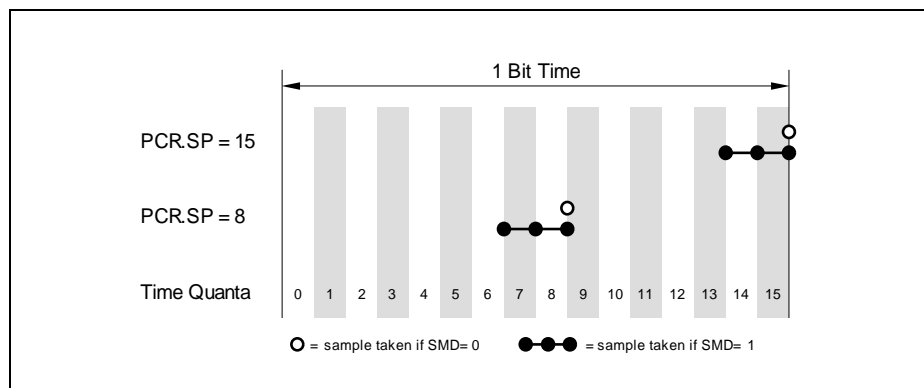 1 Bit Time
PCR.SP = 15
PCR.SP = 8
Time Quanta 0 1 2 3 4 5 6 7 8 9 10 11 12 13 14 15
= sample taken if SMD= 0 = sample taken if SMD= 1